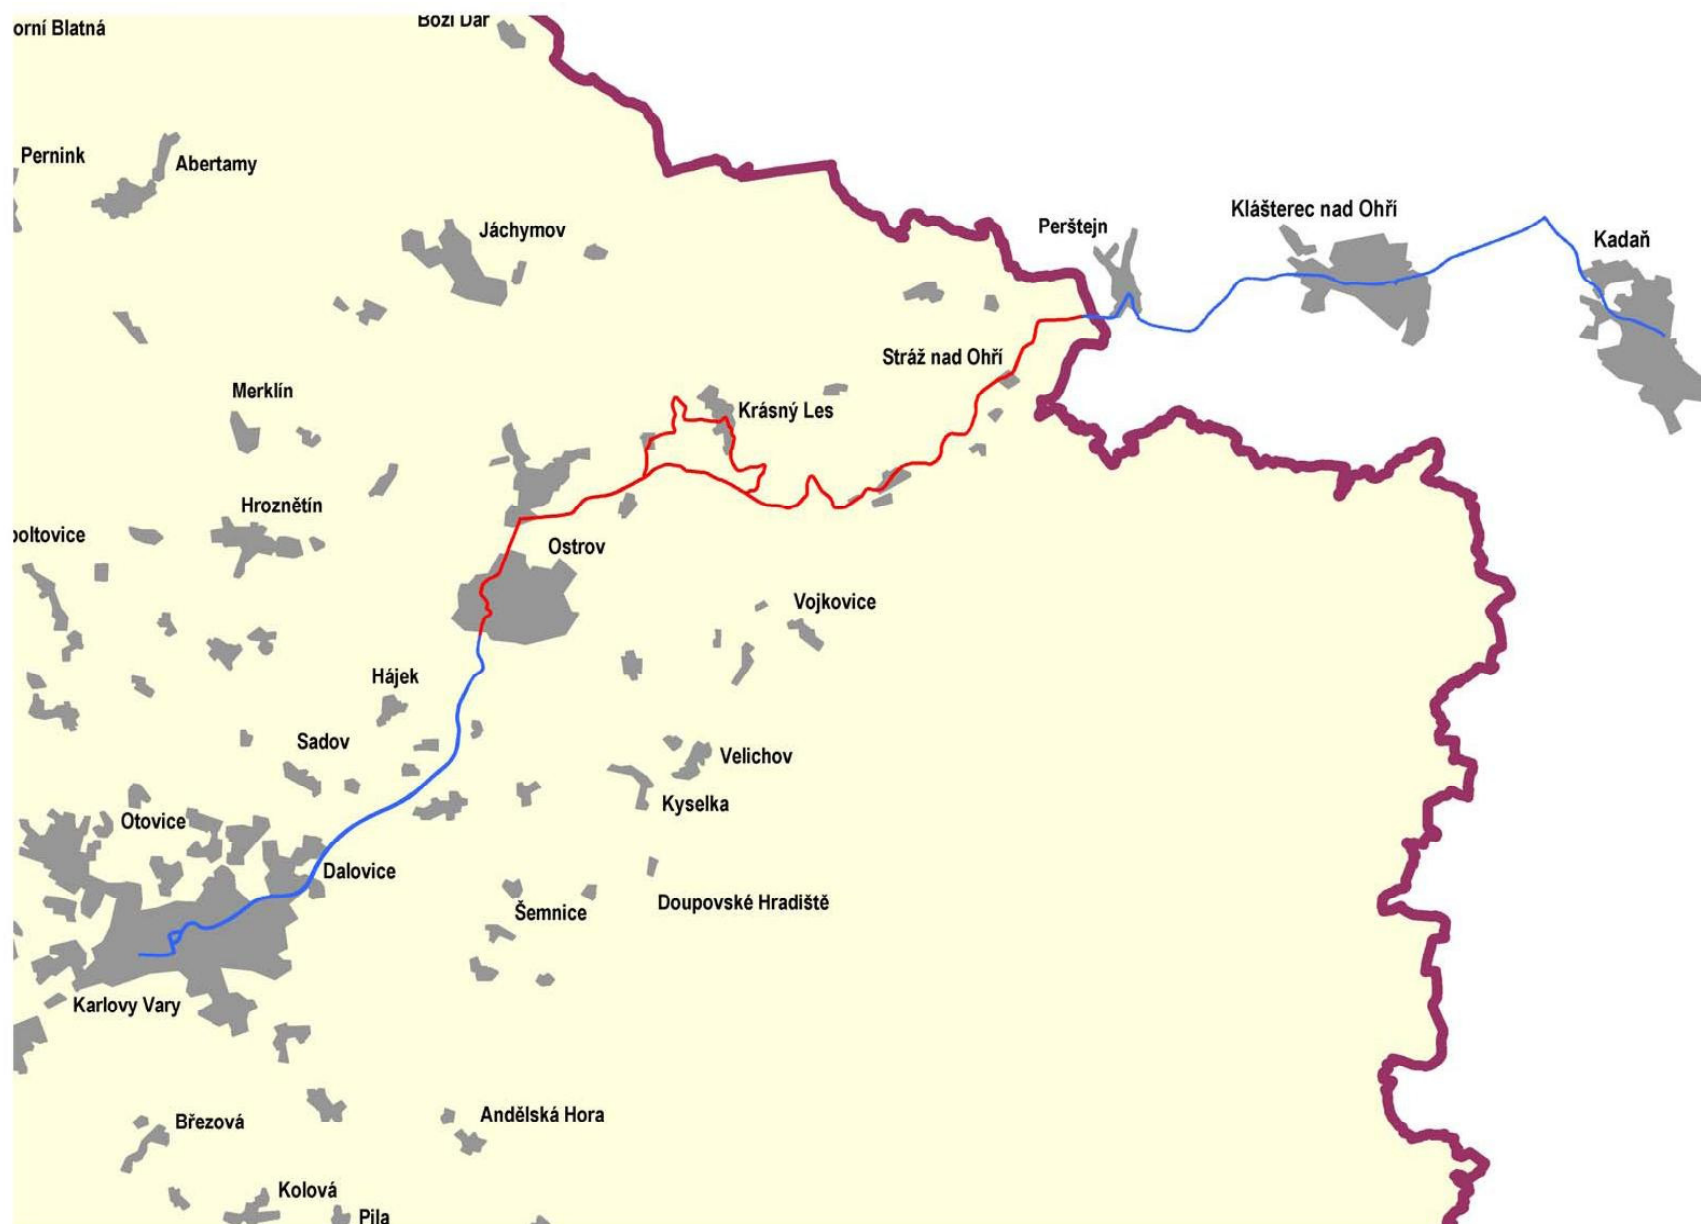 orní Blatná
Boží Dar
Pernink
Abertamy
Jáchymov
Perštejn
Klášterec nad Ohří
Kadaň
Stráž nad Ohří
Merklín
Krásný Les
Hroznětín
poltovice
Ostrov
Vojkovice
Hájek
Sadov
Velichov
Kyselka
Otovice
Dalovice
Doupovské Hradiště
Šemnice
Karlovy Vary
Andělská Hora
Březová
Kolová
Pila